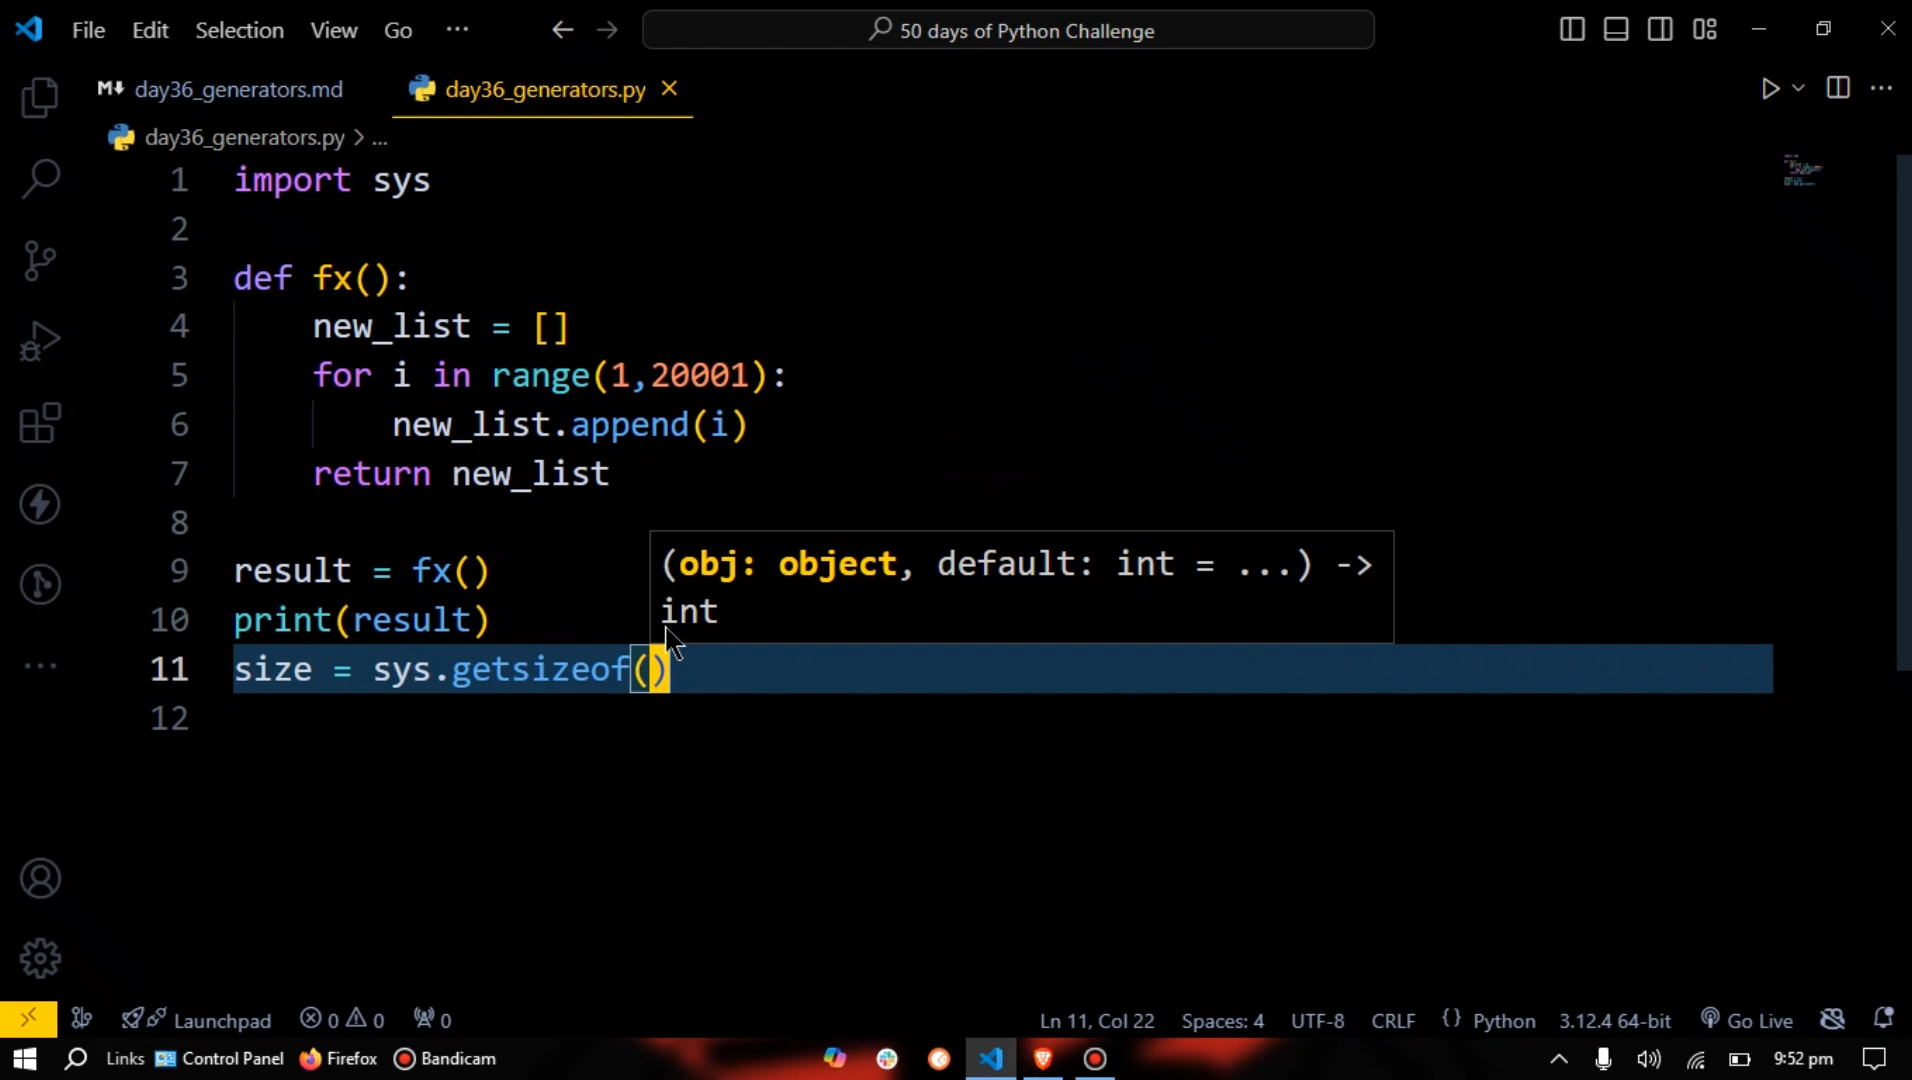 File Edit Selection View Go ...
50 days of Python Challenge
M↓ day36_generators.md
day36_generators.py
day36_generators.py > ...
1 import sys
2
3 def fx():
4 new_list = []
5 for i in range(1,20001):
6 new_list.append(i)
7 return new_list
8
(obj: object, default: int = ...) ->
int
9 result = fx()
10 print(result)
11 size = sys.getsizeof()
12
Launchpad 0 0 0
Ln 11, Col 22 Spaces: 4 UTF-8 CRLF {} Python 3.12.4 64-bit Go Live
Links Control Panel Firefox Bandicam 9:52 pm